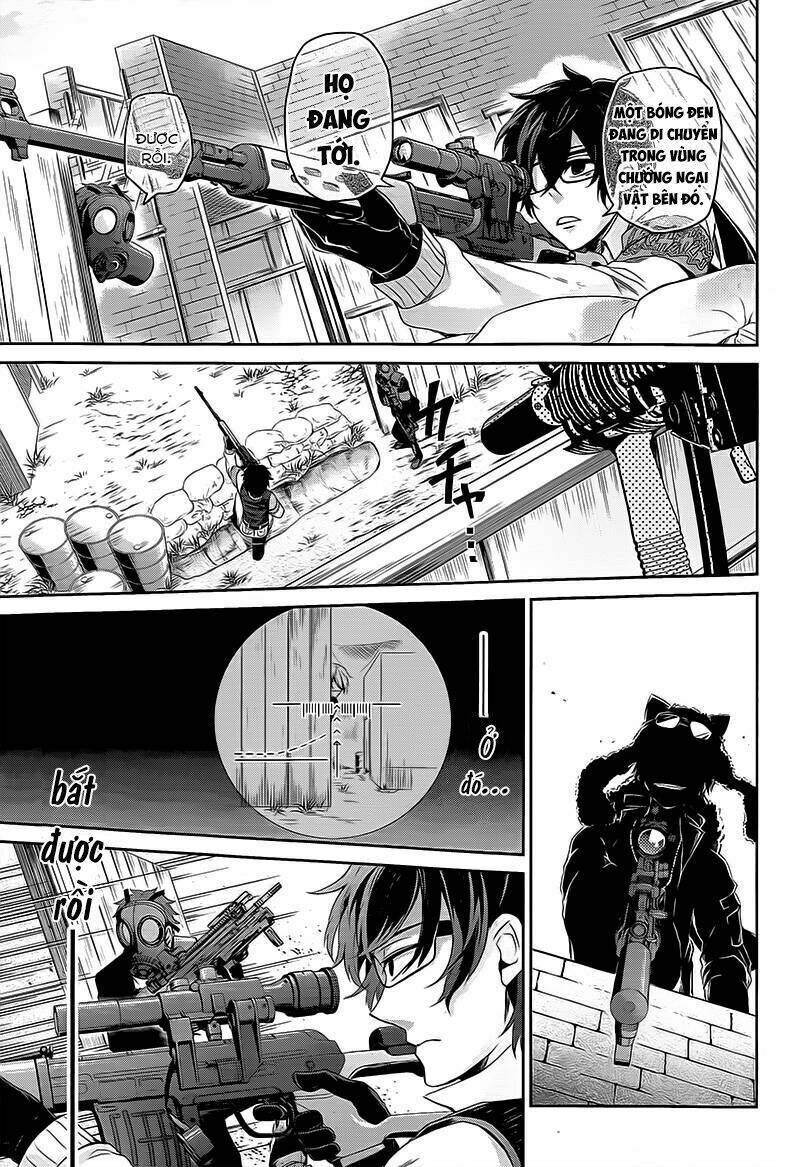 MỘT BÓNG ĐEN
ĐANG DI CHUYỂN
TRONG VÙNG
CHƯỚNG NGẠI
VẬT BÊN ĐÓ.
HỌ
ĐANG
TỚI.
ĐƯỢC
RỒI.
カチャ
ở
đó...
bắt
được
rồi